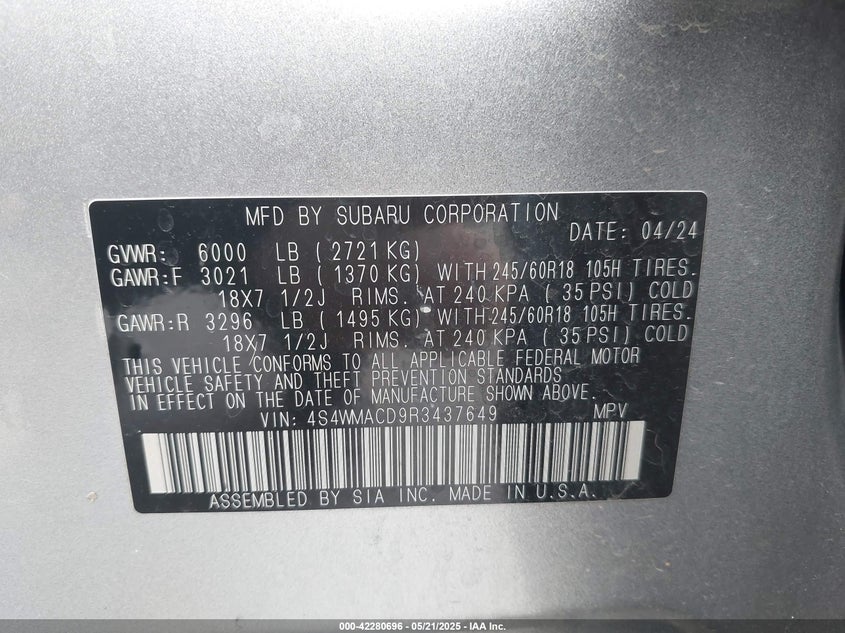 MFD BY SUBARU CORPORATION
DATE: 04/24
GVWR: 6000 LB ( 2721 KG)
GAWR:F 3021 LB ( 1370 KG) WITH 245/60R18 105H TIRES.
18X7 1/2J RIMS. AT 240 KPA ( 35 PSI) COLD
GAWR:R 3296 LB ( 1495 KG) WITH 245/60R18 105H TIRES.
18X7 1/2J RIMS. AT 240 KPA ( 35 PSI) COLD
THIS VEHICLE CONFORMS TO ALL APPLICABLE FEDERAL MOTOR
VEHICLE SAFETY AND THEFT PREVENTION STANDARDS
IN EFFECT ON THE DATE OF MANUFACTURE SHOWN ABOVE.
VIN: 4S4WMACD9R3437649 MPV
ASSEMBLED BY SIA INC. MADE IN U.S.A.
000-42280696 - 05/21/2025 - IAA Inc.